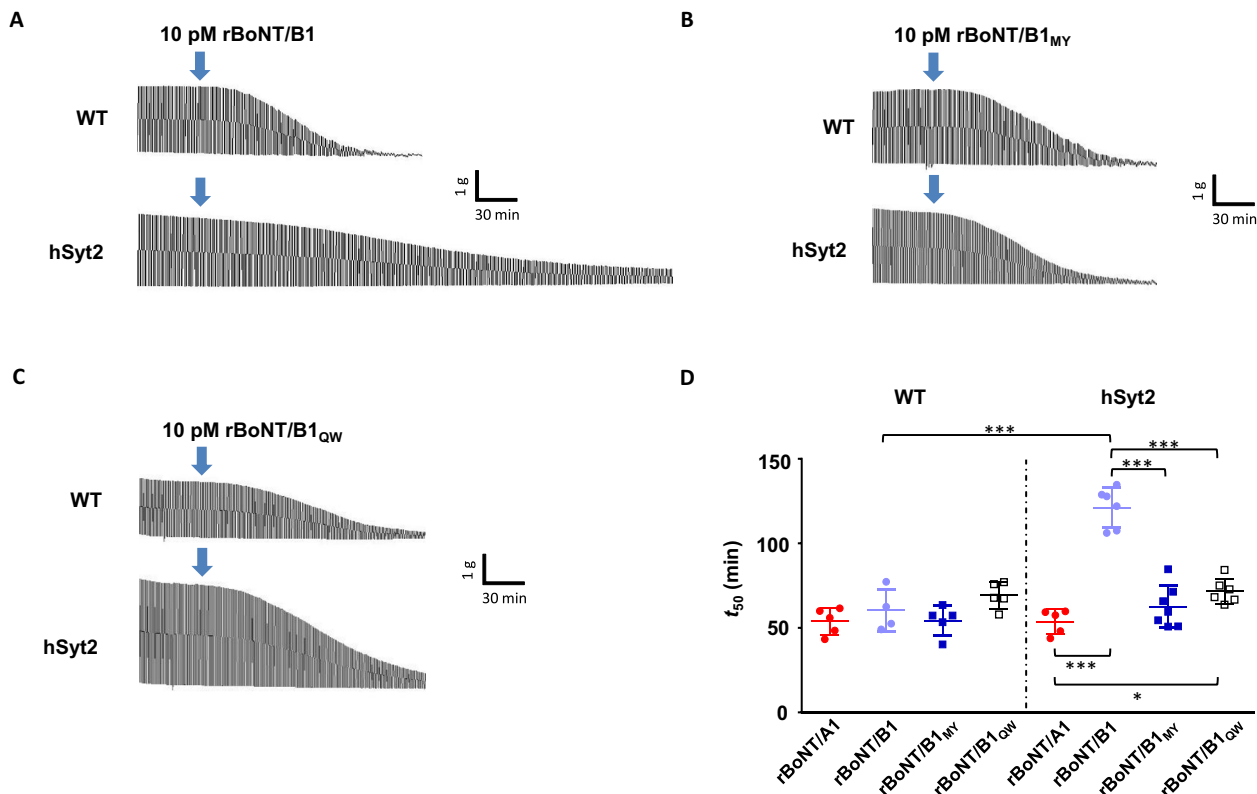 A
10 pM rBoNT/B1
WT
hSyt2
1 g
30 min
B
10 pM rBoNT/B1MY
WT
hSyt2
1 g
30 min
C
10 pM rBoNT/B1QW
WT
hSyt2
1 g
30 min
D
WT
hSyt2
***
***
***
150
100
50
0
t50 (min)
***
*
rBoNT/A1
rBoNT/B1
rBoNT/B1MY
rBoNT/B1QW
rBoNT/A1
rBoNT/B1
rBoNT/B1MY
rBoNT/B1QW